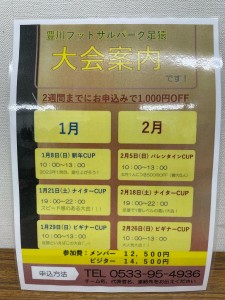 豊川フットサルパーク足猿
大会案内
です!
2週間までにお申込みで1,000円OFF
1月
2月
1月8日(日) 新年CUP
10:00~13:00
1月21日(土) ナイターCUP
19:00~22:00
1月29日(日) ビギナーCUP
10:00~13:00
2月5日(日) バレンタインCUP
10:00~13:00
2月18日(土) ナイターCUP
19:00~22:00
2月26日(日) ビギナーCUP
10:00~13:00
参加費:メンバー 12,500円
ビジター 14,500円
申込方法
TEL 0533-95-4936